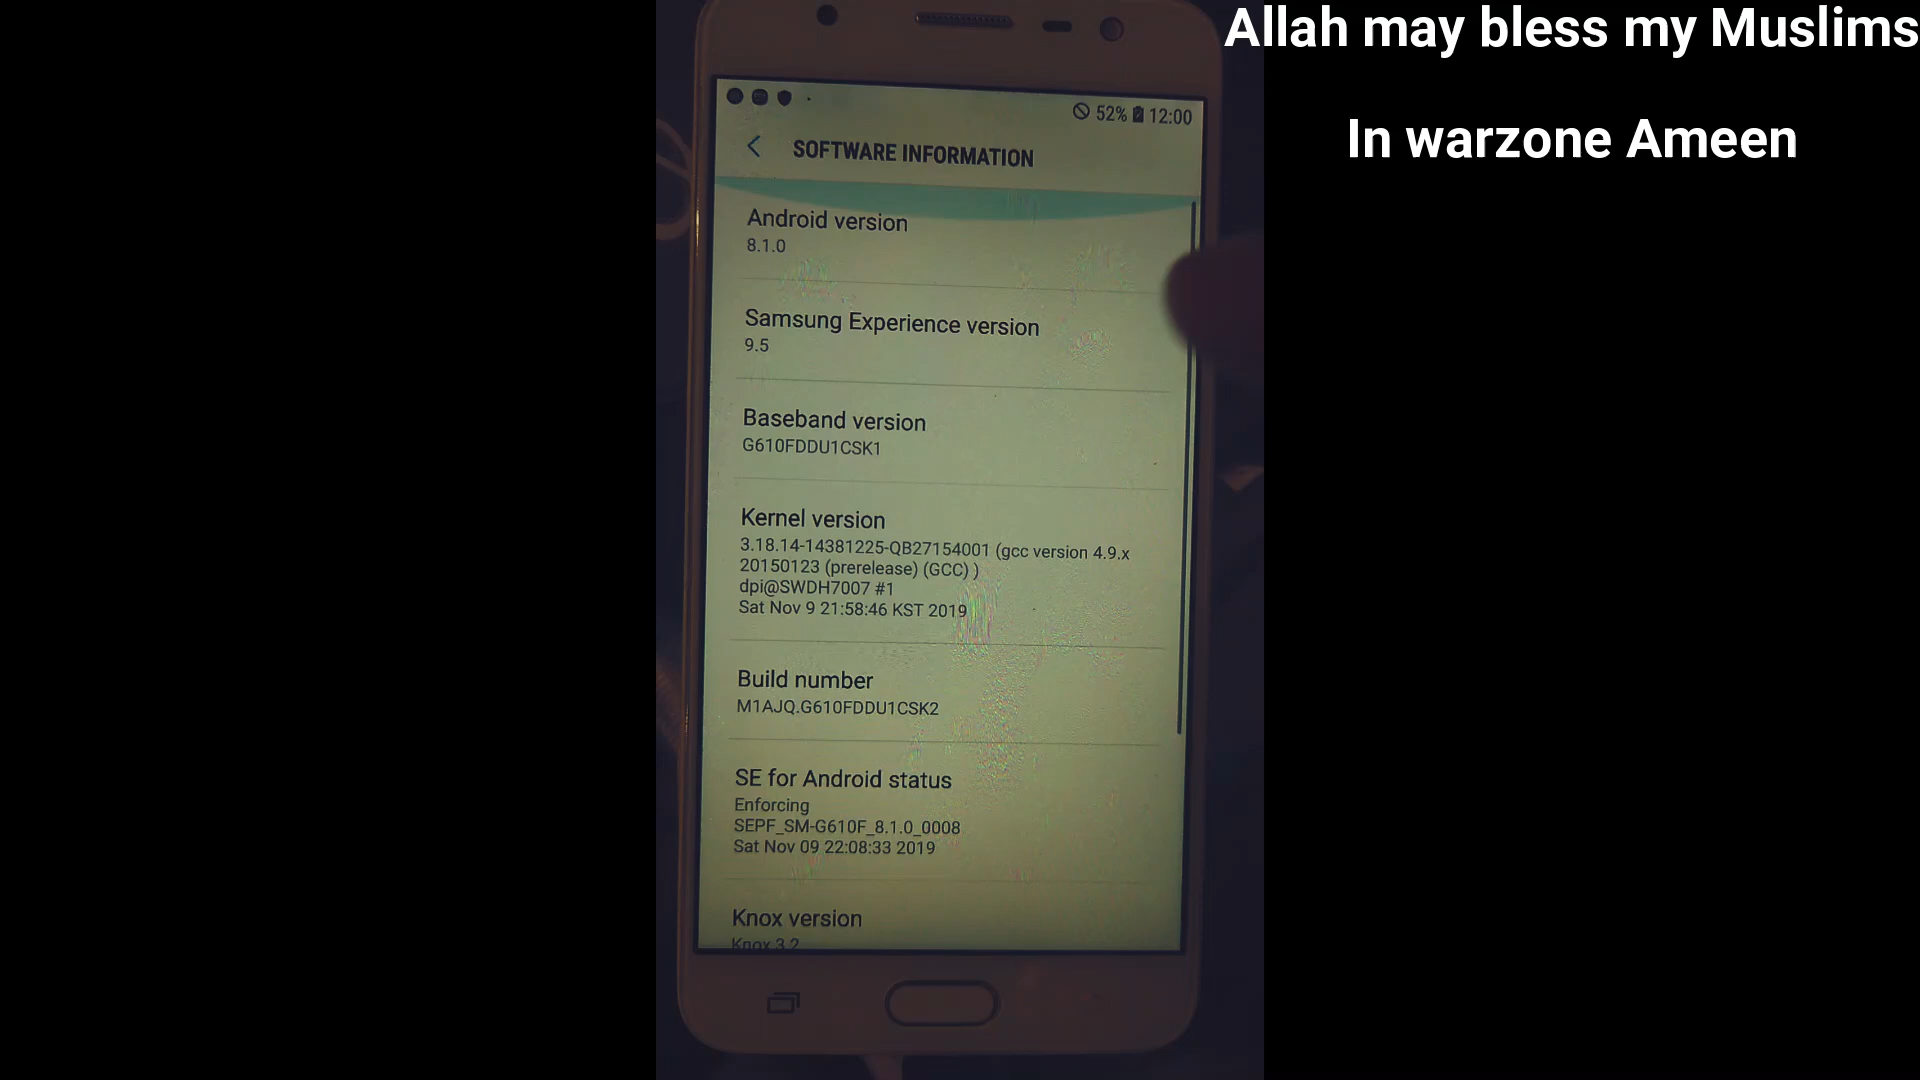 Allah may bless my Muslims
In warzone Ameen
52% 12:00
SOFTWARE INFORMATION
Android version
8.1.0
Samsung Experience version
9.5
Baseband version
G610FDDU1CSK1
Kernel version
3.18.14-14381225-QB27154001 (gcc version 4.9.x
20150123 (prerelease) (GCC) )
dpi@SWDH7007 #1
Sat Nov 9 21:58:46 KST 2019
Build number
M1AJQ.G610FDDU1CSK2
SE for Android status
Enforcing
SEPF_SM-G610F_8.1.0_0008
Sat Nov 09 22:08:33 2019
Knox version
Knox 3.2